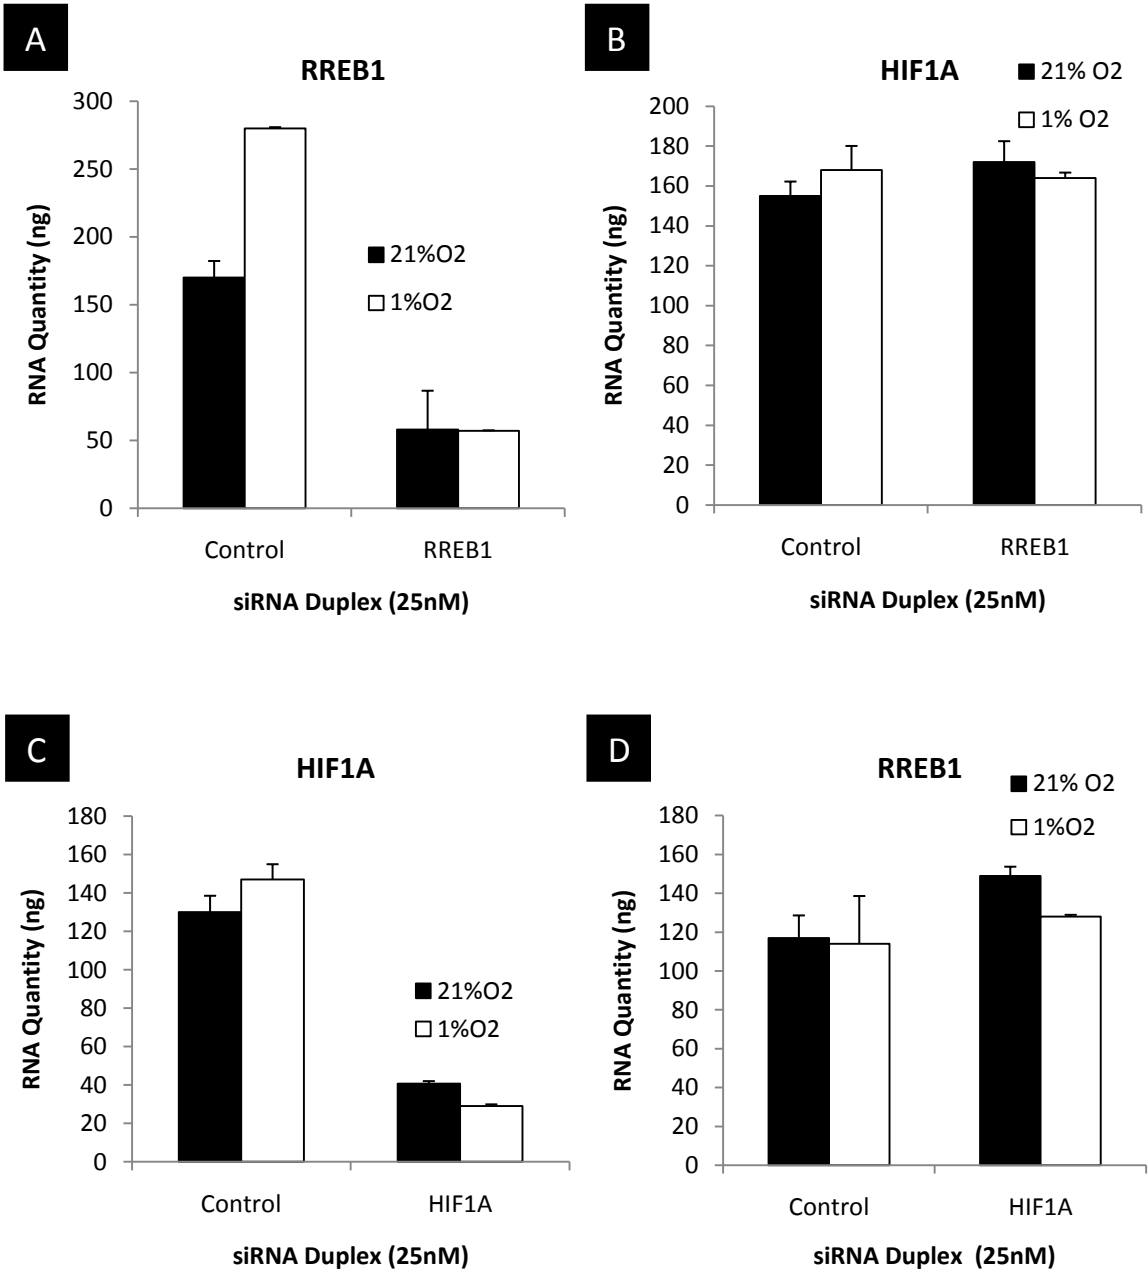 A
RREB1
300
250
200
150
100
50
0
RNA Quantity (ng)
21%O2
1%O2
Control
RREB1
siRNA Duplex (25nM)
B
HIF1A
21% O2
1% O2
200
180
160
140
120
100
80
60
40
20
0
RNA Quantity (ng)
Control
RREB1
siRNA Duplex (25nM)
C
HIF1A
180
160
140
120
100
80
60
40
20
0
RNA Quantity (ng)
21%O2
1%O2
Control
HIF1A
siRNA Duplex (25nM)
D
RREB1
21% O2
1%O2
180
160
140
120
100
80
60
40
20
0
RNA Quantity (ng)
Control
HIF1A
siRNA Duplex (25nM)